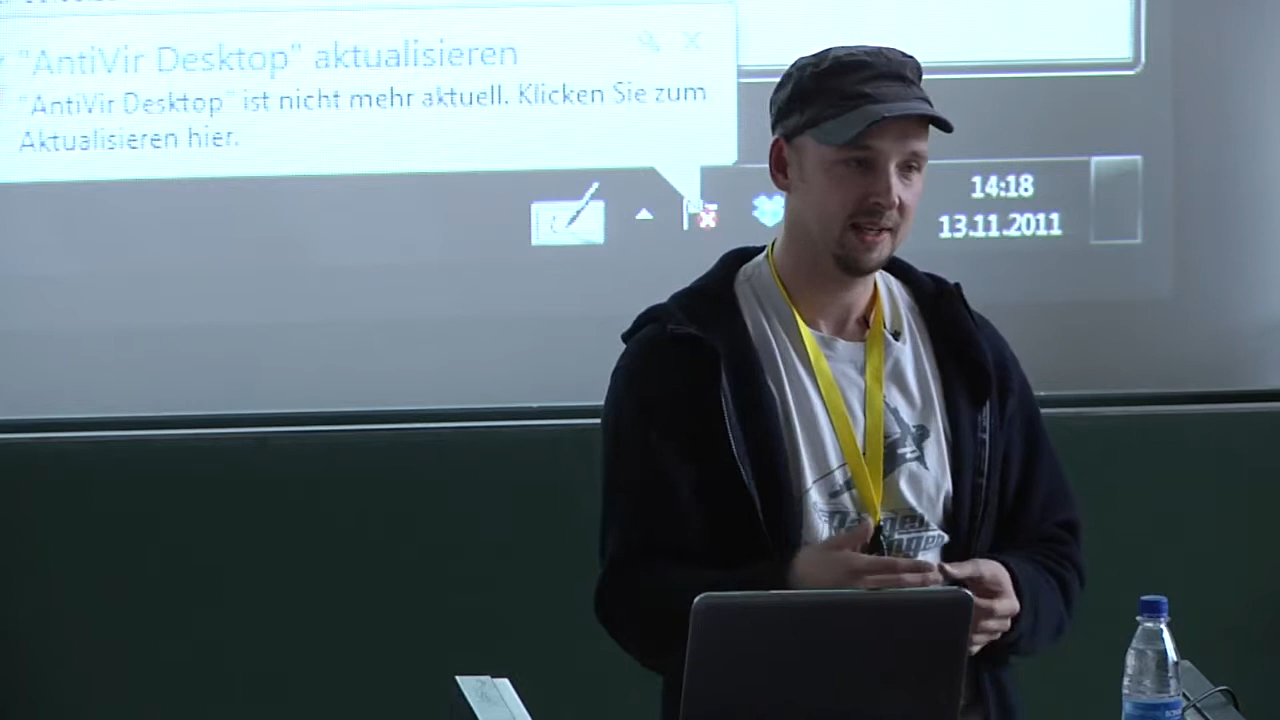 "AntiVir Desktop" aktualisieren
"AntiVir Desktop" ist nicht mehr aktuell. Klicken Sie zum
Aktualisieren hier.
14:18
13.11.2011